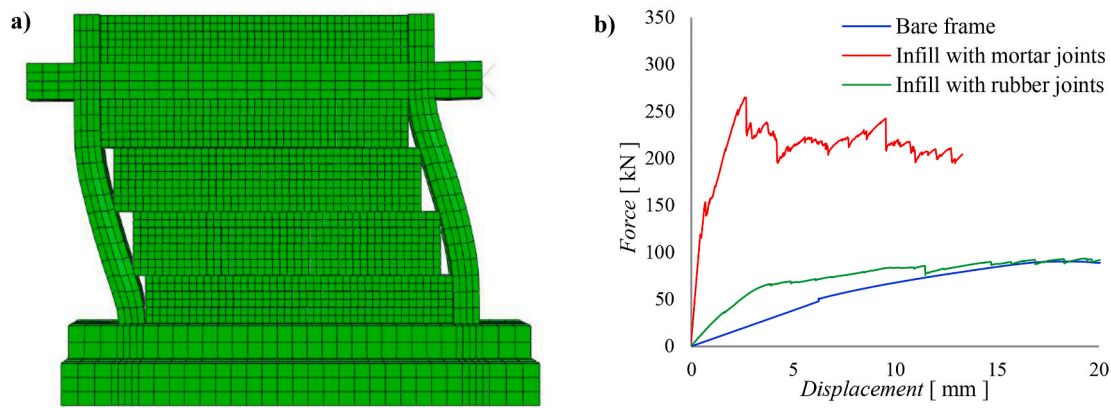 a)
b)
350
300
250
200
150
100
50
0
Force [ kN ]
Bare frame
Infill with mortar joints
Infill with rubber joints
0
5
10
15
20
Displacement [ mm ]